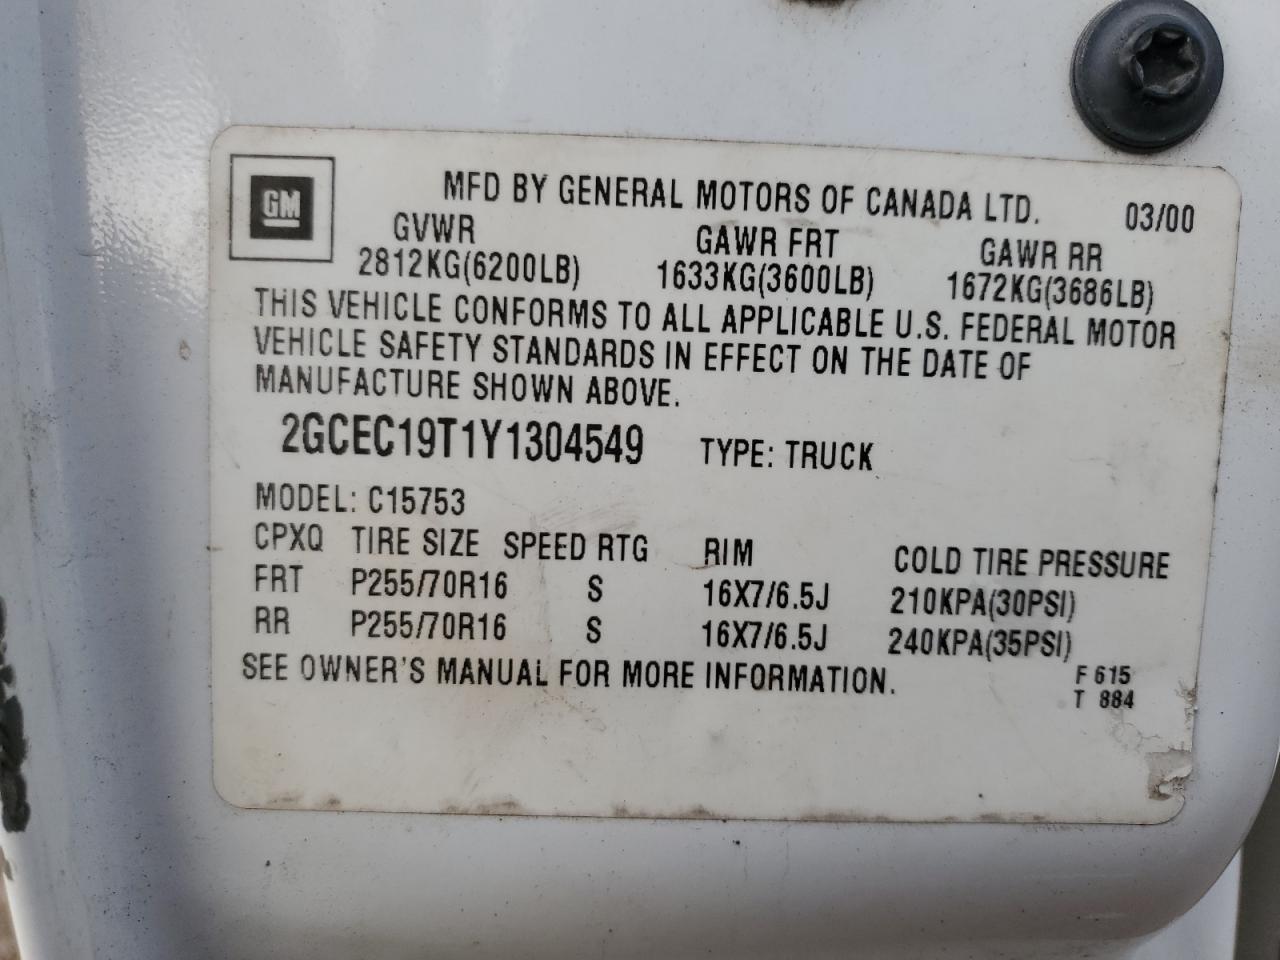 GM
MFD BY GENERAL MOTORS OF CANADA LTD. 03/00
GVWR GAWR FRT GAWR RR
2812KG(6200LB) 1633KG(3600LB) 1672KG(3686LB)
THIS VEHICLE CONFORMS TO ALL APPLICABLE U.S. FEDERAL MOTOR
VEHICLE SAFETY STANDARDS IN EFFECT ON THE DATE OF
MANUFACTURE SHOWN ABOVE.
2GCEC19T1Y1304549 TYPE: TRUCK
MODEL: C15753
CPXQ TIRE SIZE SPEED RTG RIM COLD TIRE PRESSURE
FRT P255/70R16 S 16X7/6.5J 210KPA(30PSI)
RR P255/70R16 S 16X7/6.5J 240KPA(35PSI)
SEE OWNER'S MANUAL FOR MORE INFORMATION.
F 615
T 884